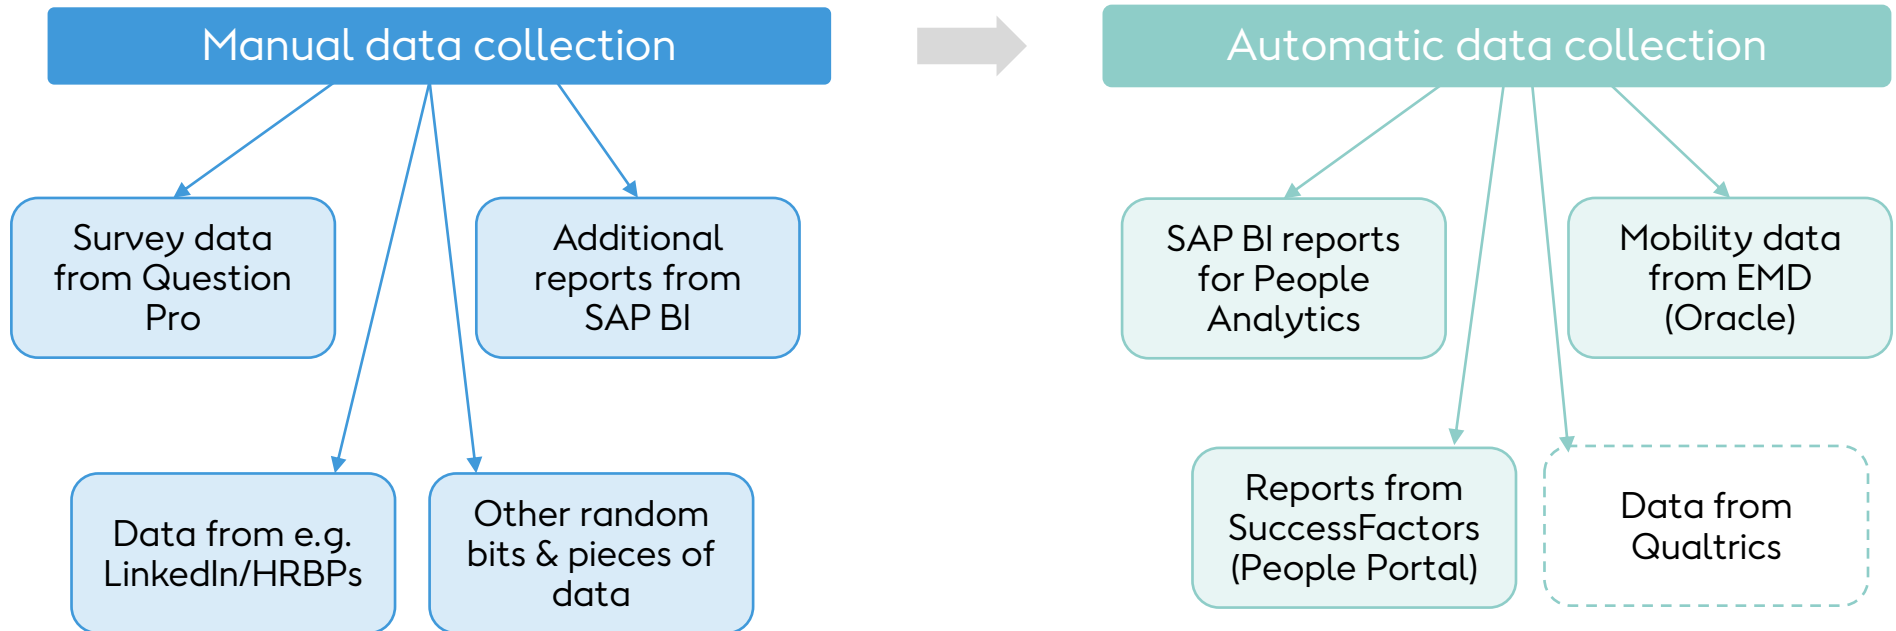 Manual data collection
Automatic data collection
Survey data
from Question
Pro
Additional
reports from
SAP BI
Data from e.g.
LinkedIn/HRBPs
Other random
bits & pieces of
data
SAP BI reports
for People
Analytics
Mobility data
from EMD
(Oracle)
Reports from
SuccessFactors
(People Portal)
Data from
Qualtrics